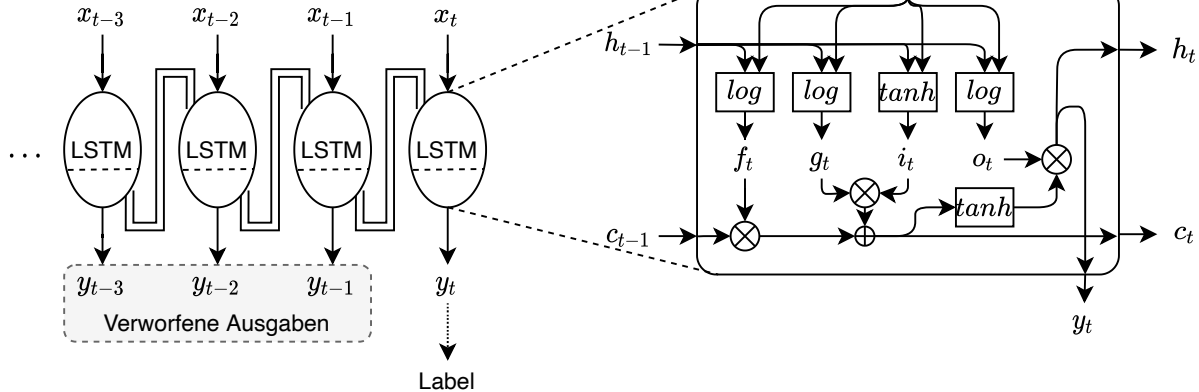 x_{t-3} x_{t-2} x_{t-1} x_t
h_{t-1} h_t
log log tanh log
... LSTM LSTM LSTM LSTM
f_t g_t i_t o_t
tanh
c_{t-1} c_t
y_{t-3} y_{t-2} y_{t-1} y_t
Verworfene Ausgaben
y_t
Label